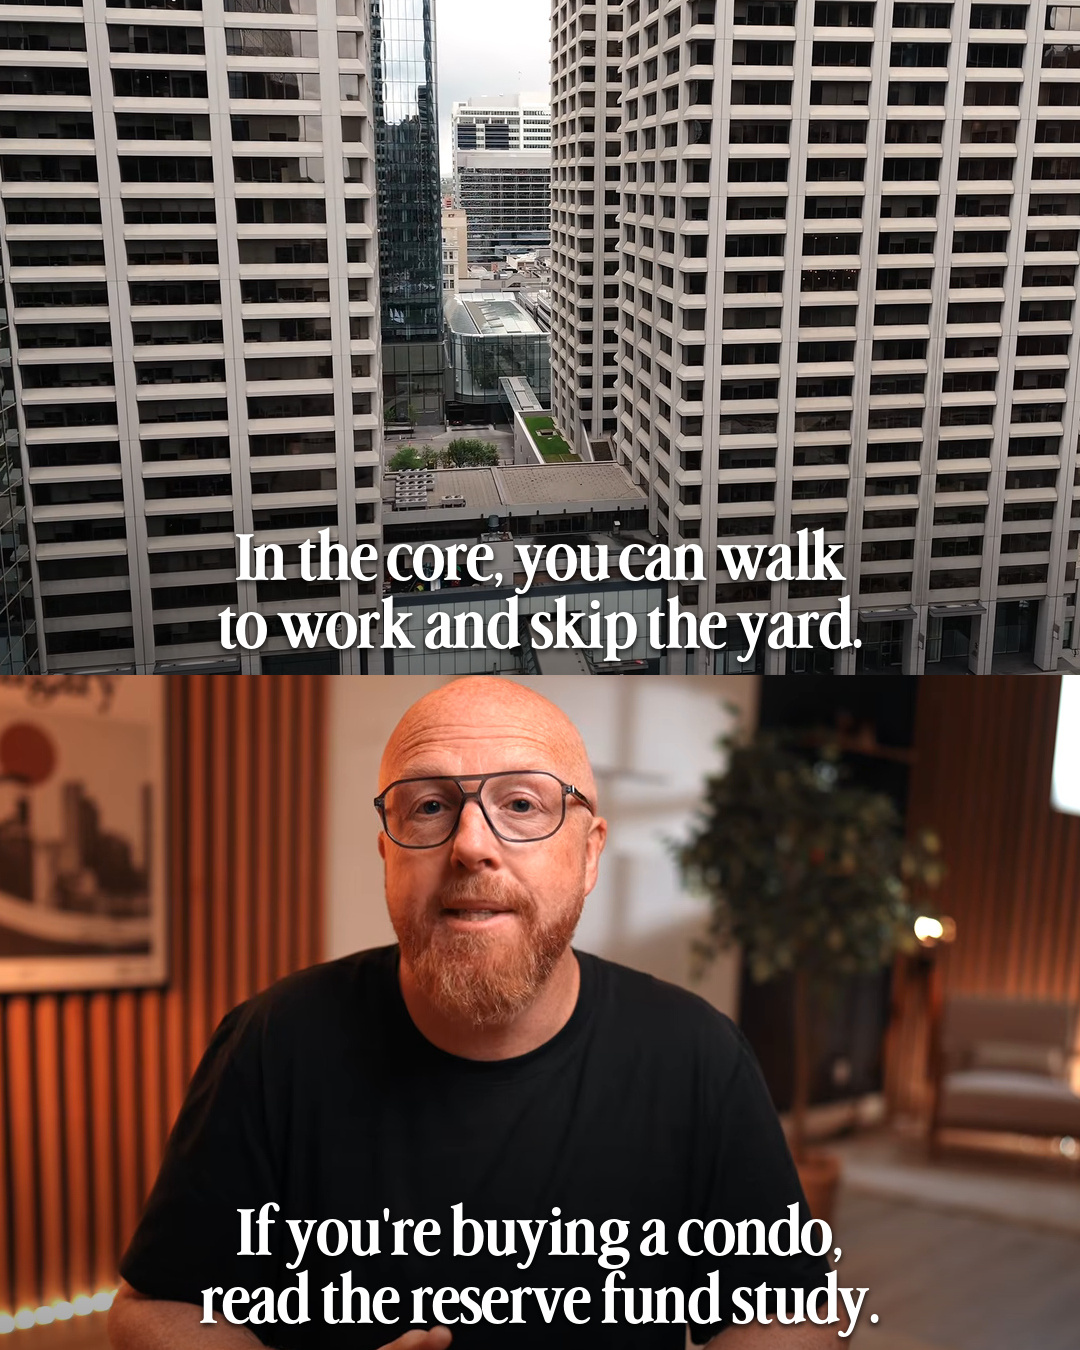 In the core, you can walk
to work and skip the yard.
If you're buying a condo,
read the reserve fund study.